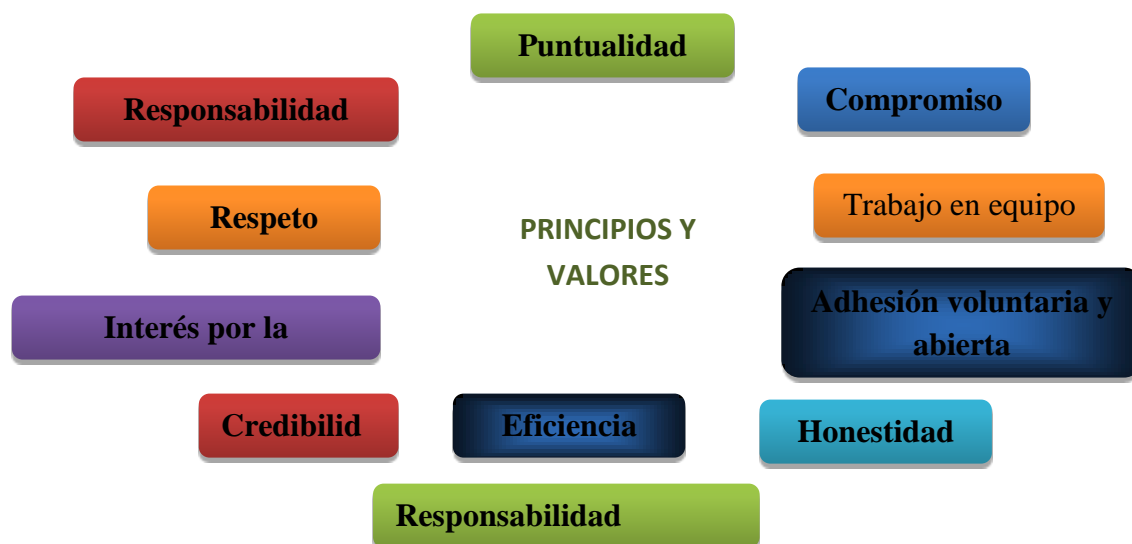 Puntualidad
Responsabilidad
Compromiso
Respeto
Trabajo en equipo
PRINCIPIOS Y
VALORES
Interés por la
Adhesión voluntaria y
abierta
Credibilid
Eficiencia
Honestidad
Responsabilidad